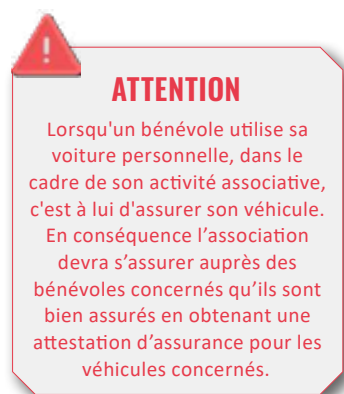 !
ATTENTION
Lorsqu'un bénévole utilise sa
voiture personnelle, dans le
cadre de son activité associative,
c'est à lui d'assurer son véhicule.
En conséquence l’association
devra s’assurer auprès des
bénévoles concernés qu’ils sont
bien assurés en obtenant une
attestation d’assurance pour les
véhicules concernés.